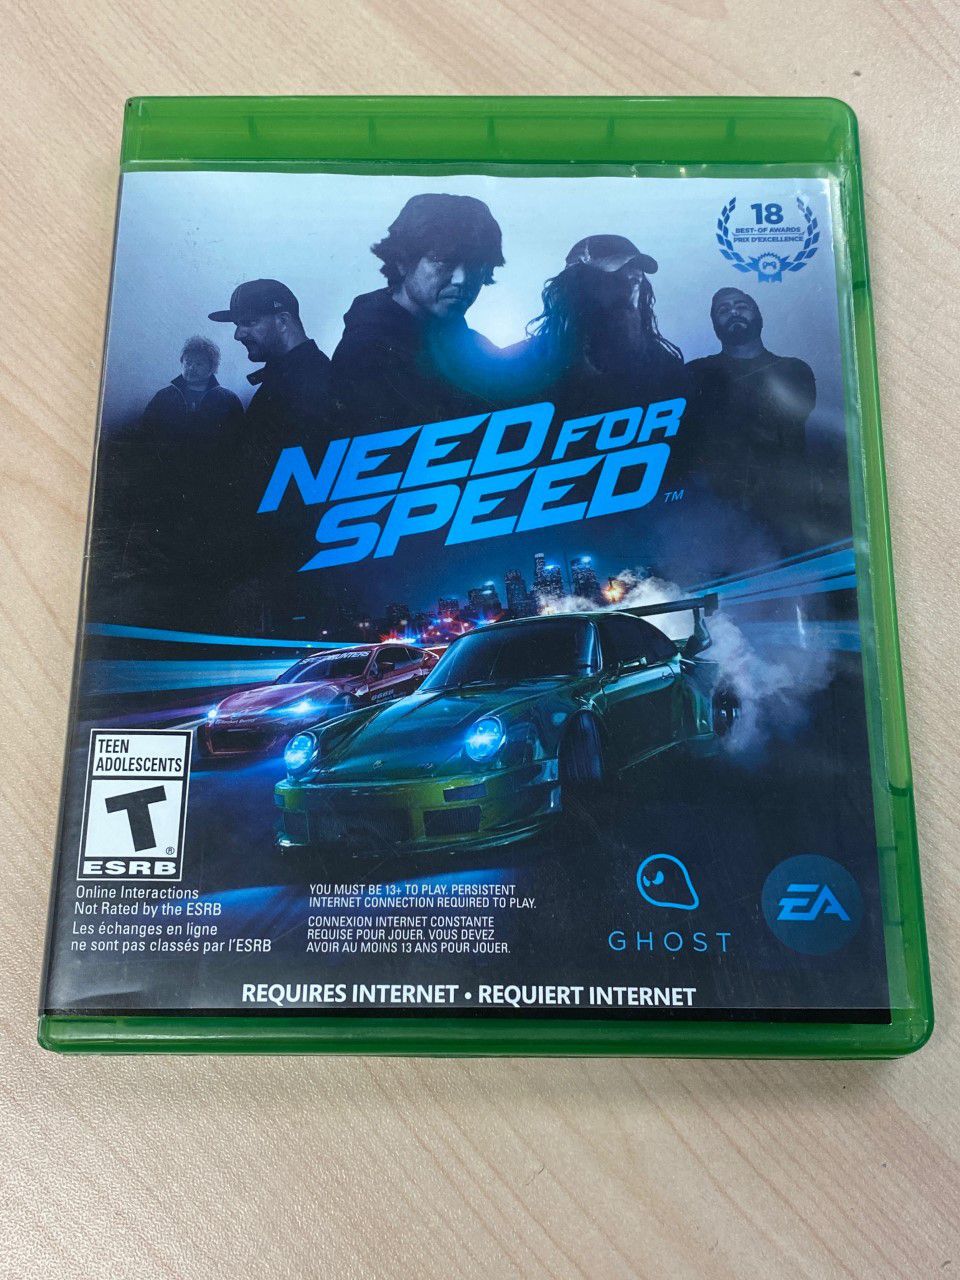 18
BEST-OF AWARDS
PRIX D'EXCELLENCE
NEED FOR
SPEED™
SPEEDHUNTERS
TEEN
ADOLESCENTS
T®
ESRB
Online Interactions
Not Rated by the ESRB
Les échanges en ligne
ne sont pas classés par l'ESRB
YOU MUST BE 13+ TO PLAY. PERSISTENT
INTERNET CONNECTION REQUIRED TO PLAY.
CONNEXION INTERNET CONSTANTE
REQUISE POUR JOUER. VOUS DEVEZ
AVOIR AU MOINS 13 ANS POUR JOUER.
GHOST
EA
REQUIRES INTERNET • REQUIERT INTERNET